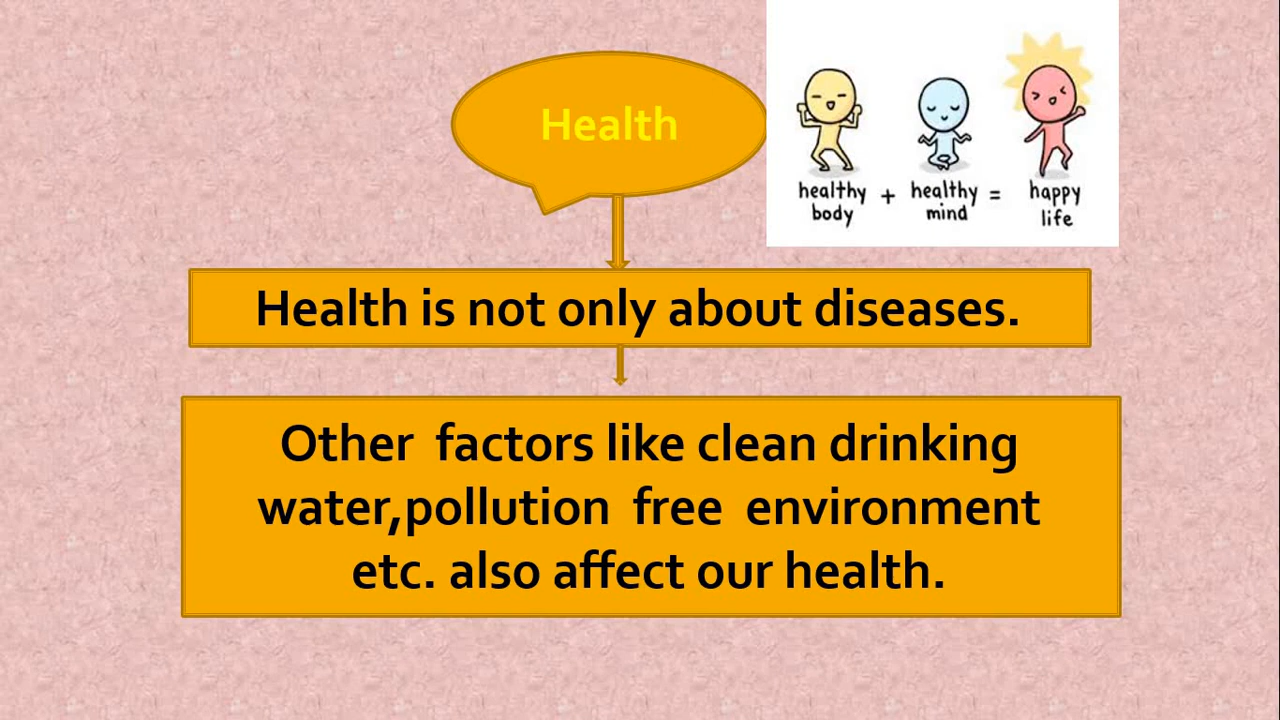 Health
healthy body + healthy mind = happy life
Health is not only about diseases.
Other factors like clean drinking
water,pollution free environment
etc. also affect our health.